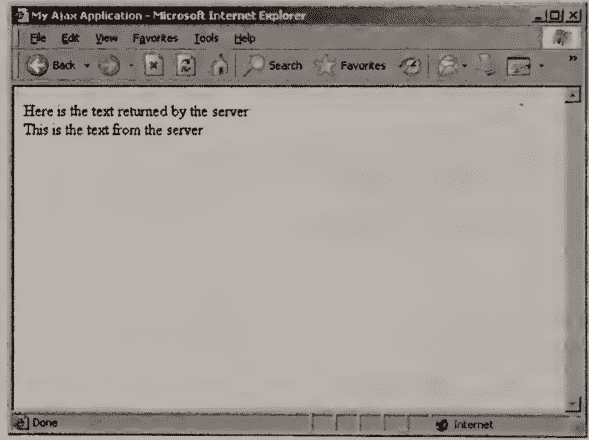 My Ajax Application - Microsoft Internet Explorer
File Edit View Favorites Tools Help
Back Search Favorites »
Here is the text returned by the server
This is the text from the server
Done Internet